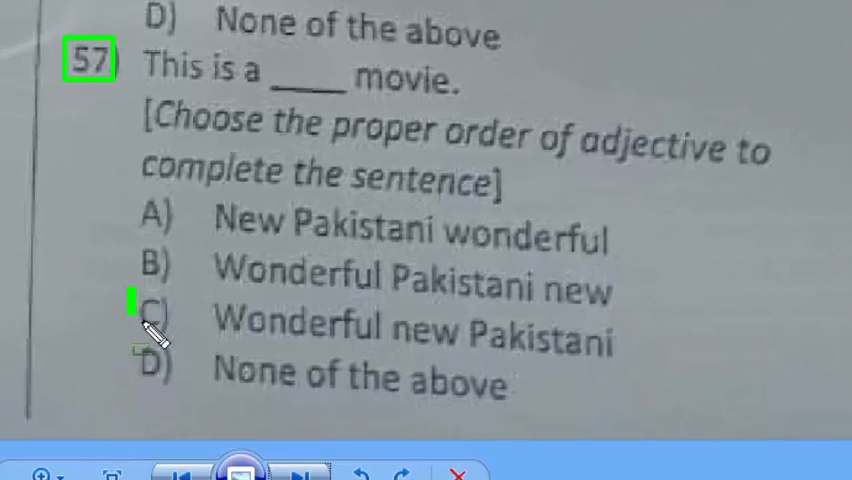 D) None of the above
57) This is a _____ movie.
[Choose the proper order of adjective to
complete the sentence]
A) New Pakistani wonderful
B) Wonderful Pakistani new
C) Wonderful new Pakistani
D) None of the above